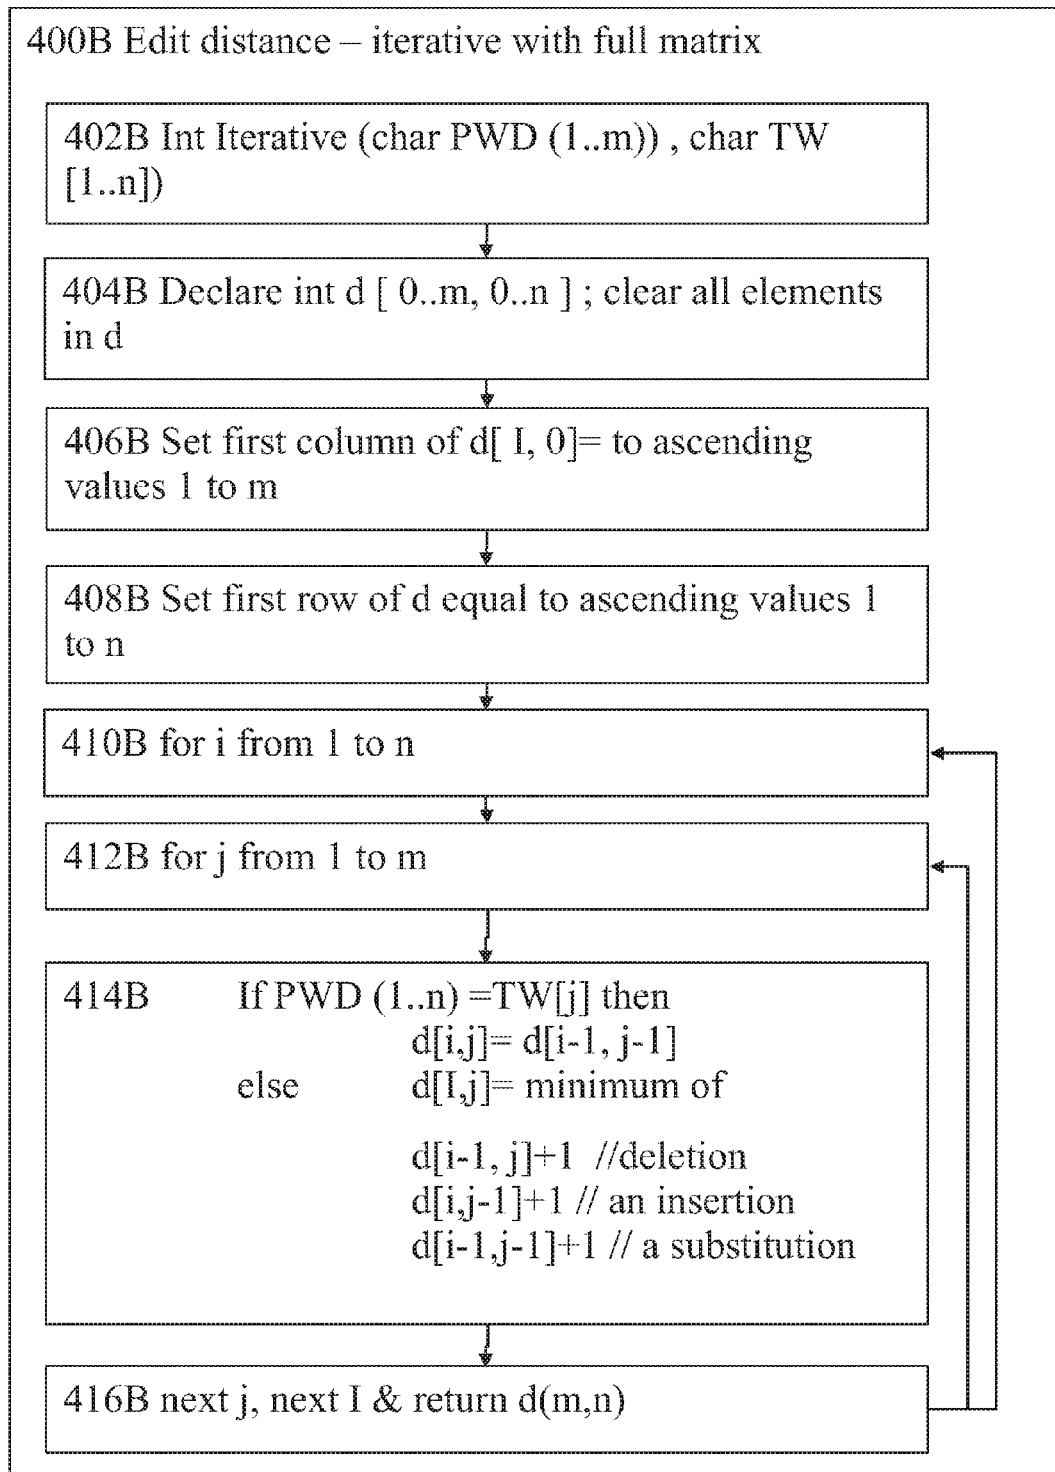 400B Edit distance – iterative with full matrix
402B Int Iterative (char PWD (1..m)) , char TW
[1..n])
404B Declare int d [ 0..m, 0..n ] ; clear all elements
in d
406B Set first column of d[ I, 0]= to ascending
values 1 to m
408B Set first row of d equal to ascending values 1
to n
410B for i from 1 to n
412B for j from 1 to m
414B If PWD (1..n) =TW[j] then
d[i,j]= d[i-1, j-1]
else d[I,j]= minimum of
d[i-1, j]+1 //deletion
d[i,j-1]+1 // an insertion
d[i-1,j-1]+1 // a substitution
416B next j, next I & return d(m,n)